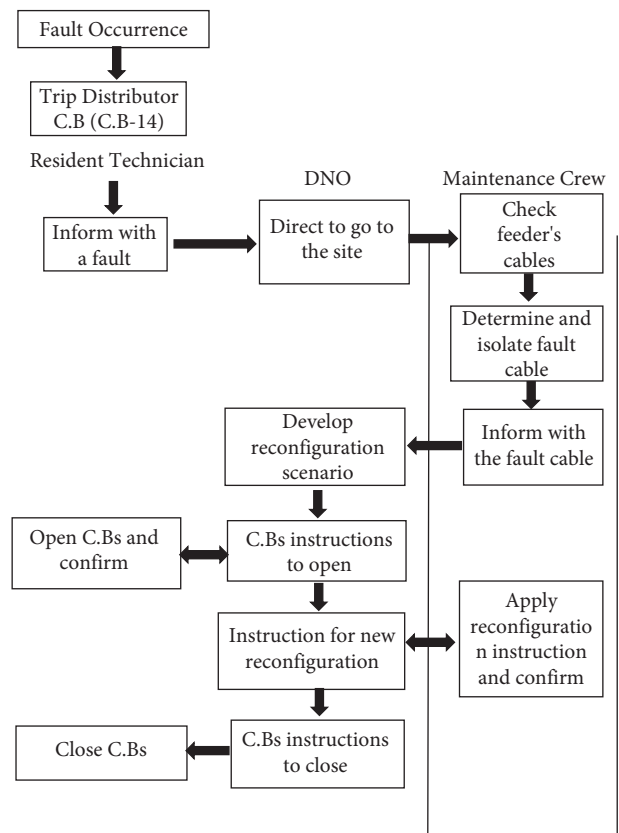 Fault Occurrence
Trip Distributor
C.B (C.B-14)
Resident Technician
DNO
Maintenance Crew
Inform with
a fault
Direct to go to
the site
Check
feeder's
cables
Determine and
isolate fault
cable
Inform with
the fault cable
Develop
reconfiguration
scenario
Open C.Bs and
confirm
C.Bs instructions
to open
Instruction for new
reconfiguration
Apply
reconfiguratio
n instruction
and confirm
Close C.Bs
C.Bs instructions
to close